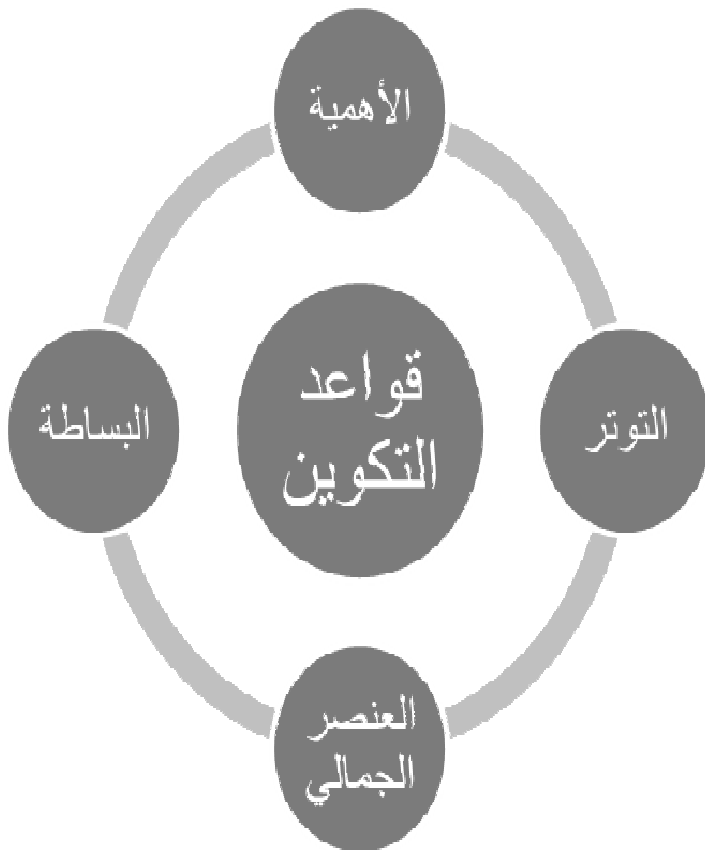 الأهمية
قواعد
التكوين
التوتر
البساطة
العنصر
الجمالي